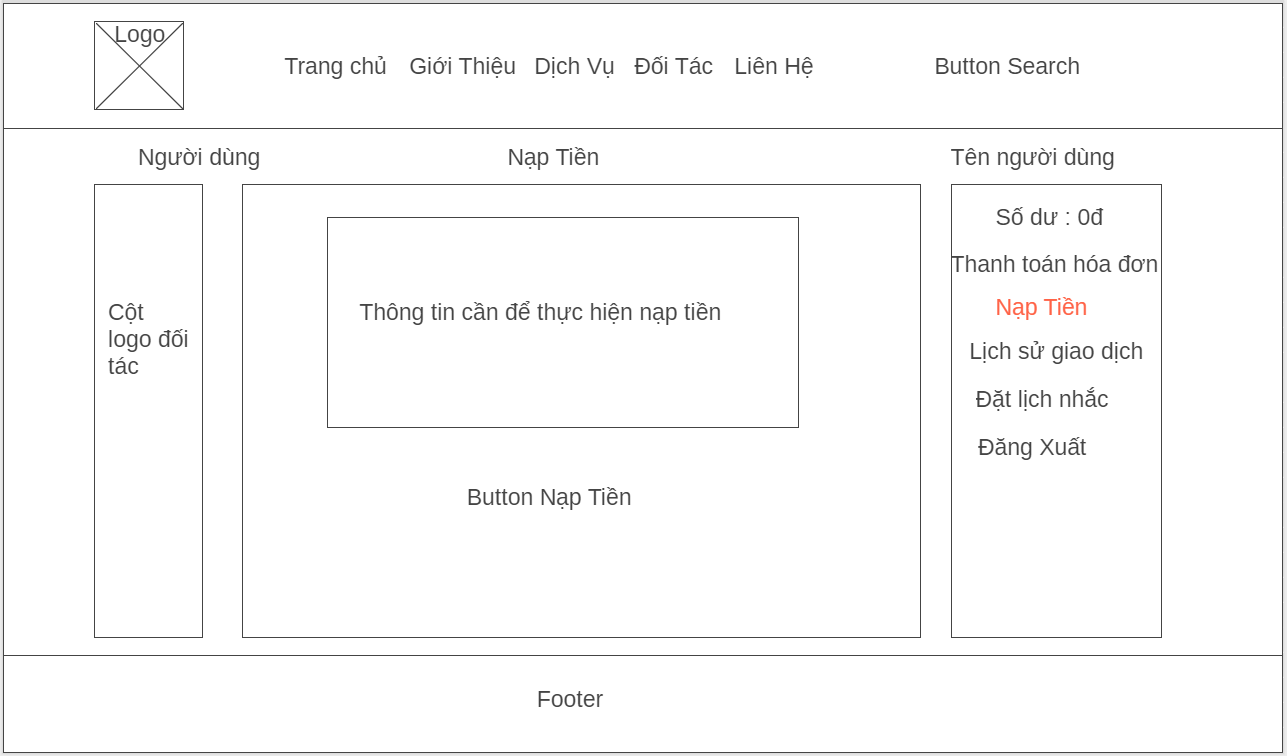 Logo
Trang chủ Giới Thiệu Dịch Vụ Đối Tác Liên Hệ Button Search
Người dùng Nạp Tiền Tên người dùng
Cột
logo đối
tác
Thông tin cần để thực hiện nạp tiền
Button Nạp Tiền
Số dư : 0đ
Thanh toán hóa đơn
Nạp Tiền
Lịch sử giao dịch
Đặt lịch nhắc
Đăng Xuất
Footer